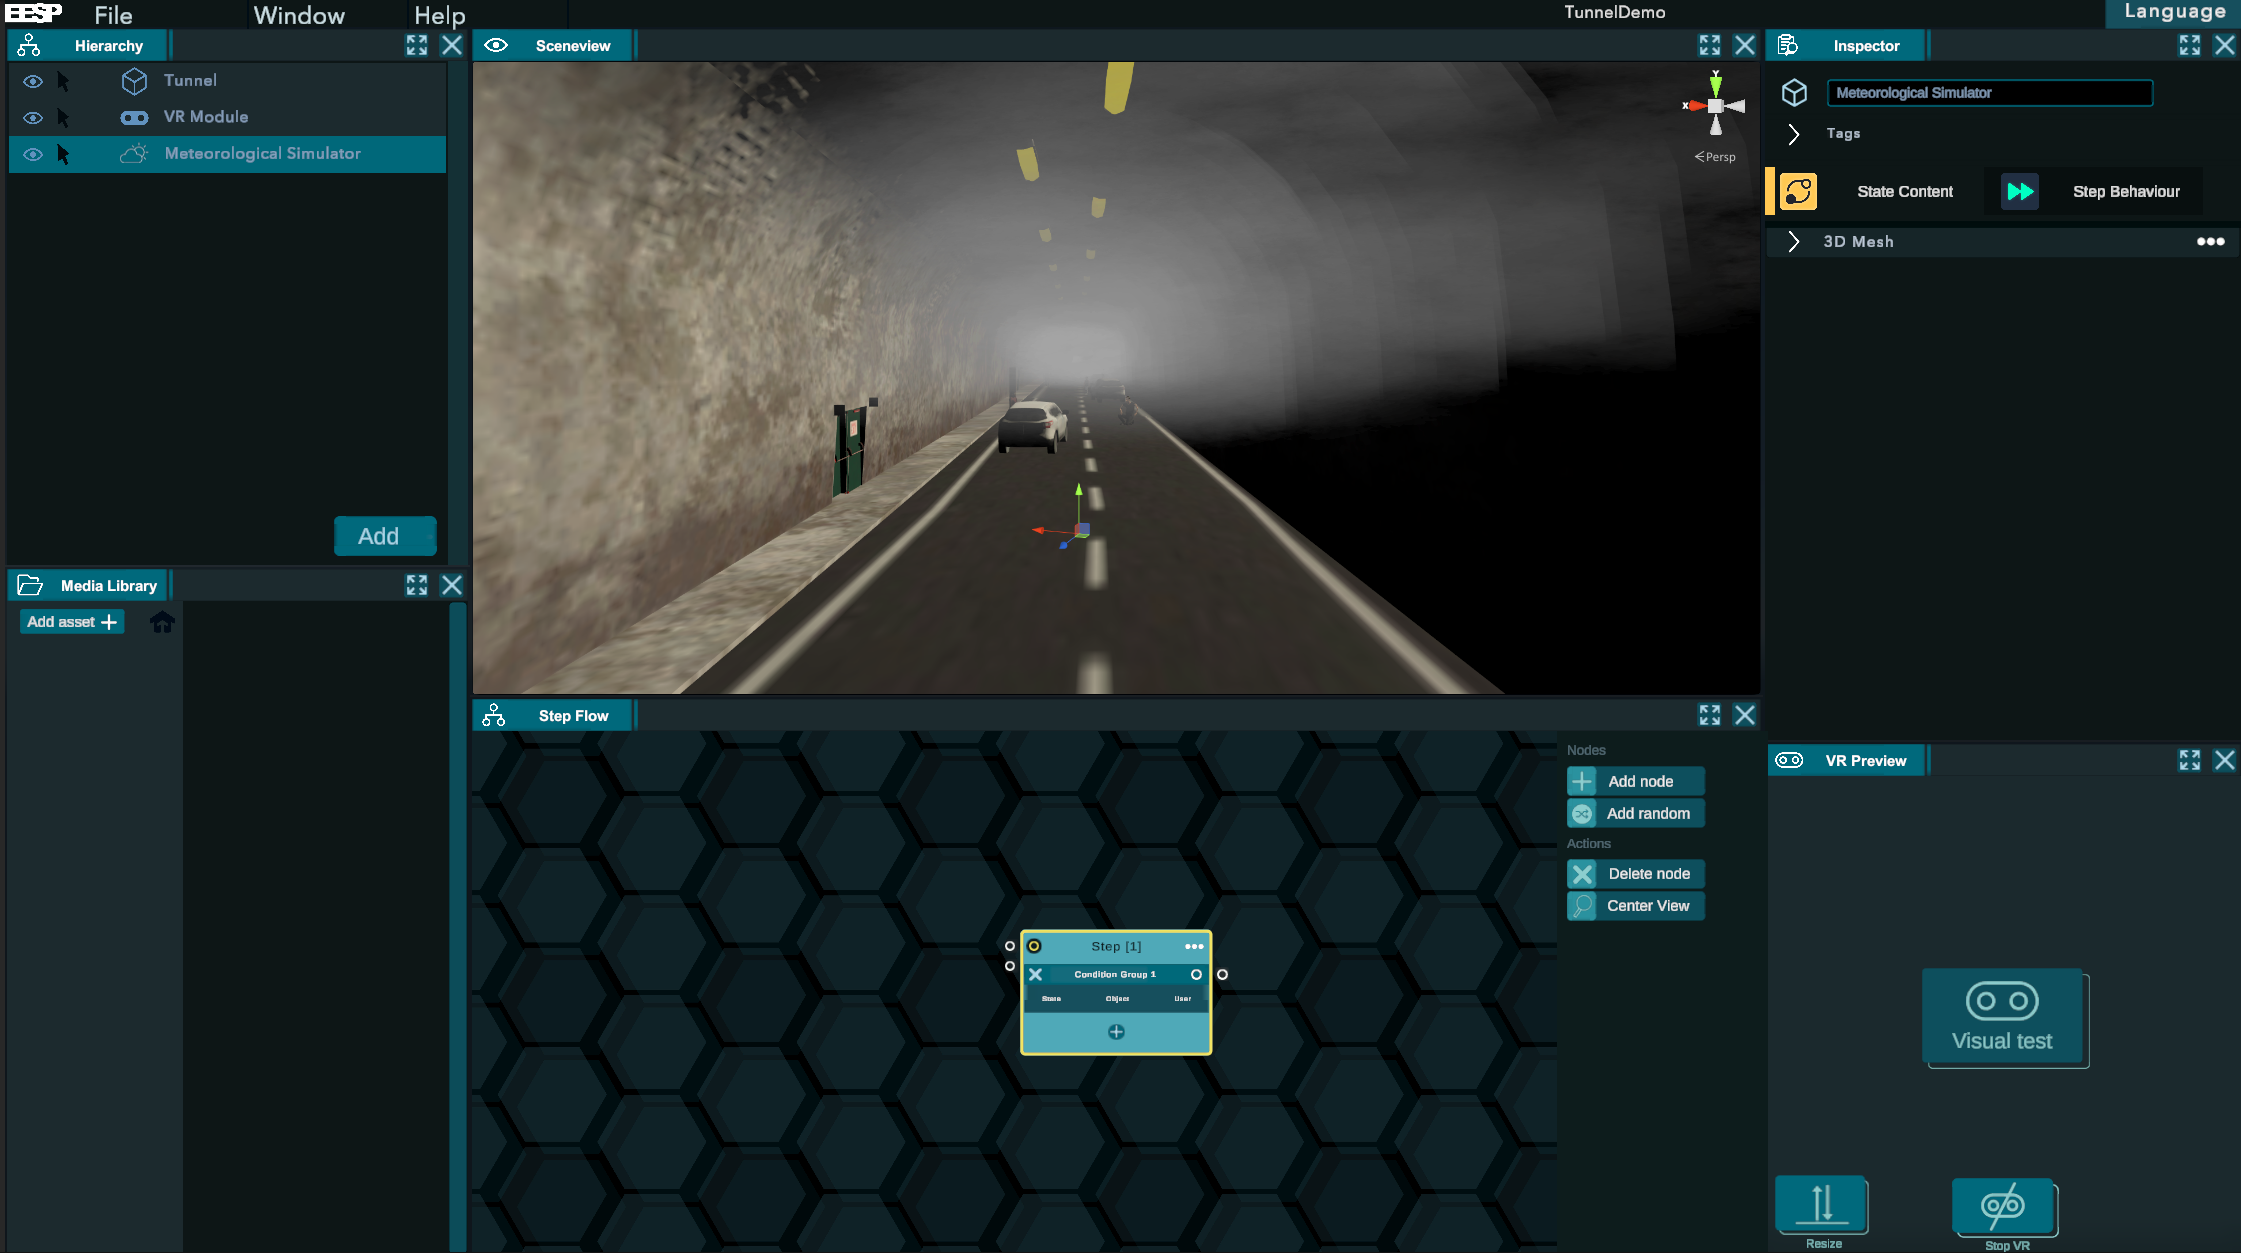 EESP
File
Window
Help
TunnelDemo
Language
Hierarchy
Tunnel
VR Module
Meteorological Simulator
Add
Media Library
Add asset
Sceneview
Y
X
Persp
Step Flow
Step [1]
Condition Group 1
State Object User
Nodes
Add node
Add random
Actions
Delete node
Center View
Inspector
Meteorological Simulator
Tags
State Content
Step Behaviour
3D Mesh
VR Preview
Visual test
Resize
Stop VR